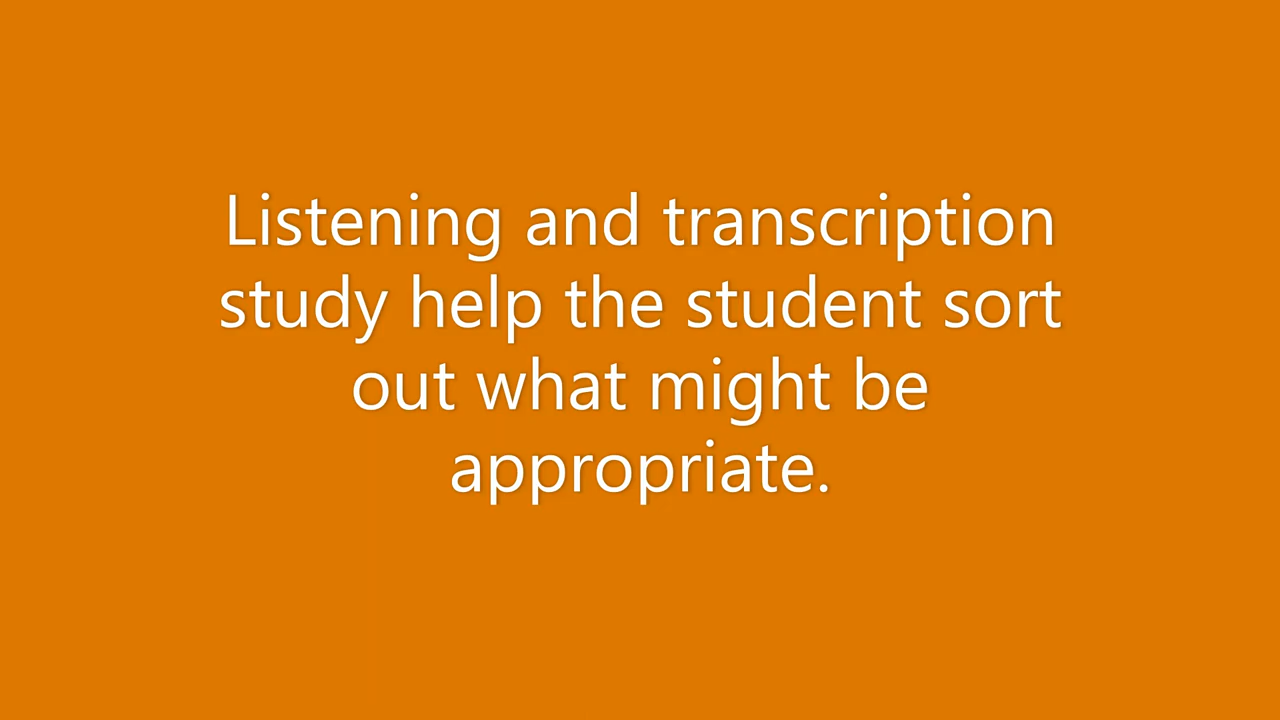 Listening and transcription
study help the student sort
out what might be
appropriate.